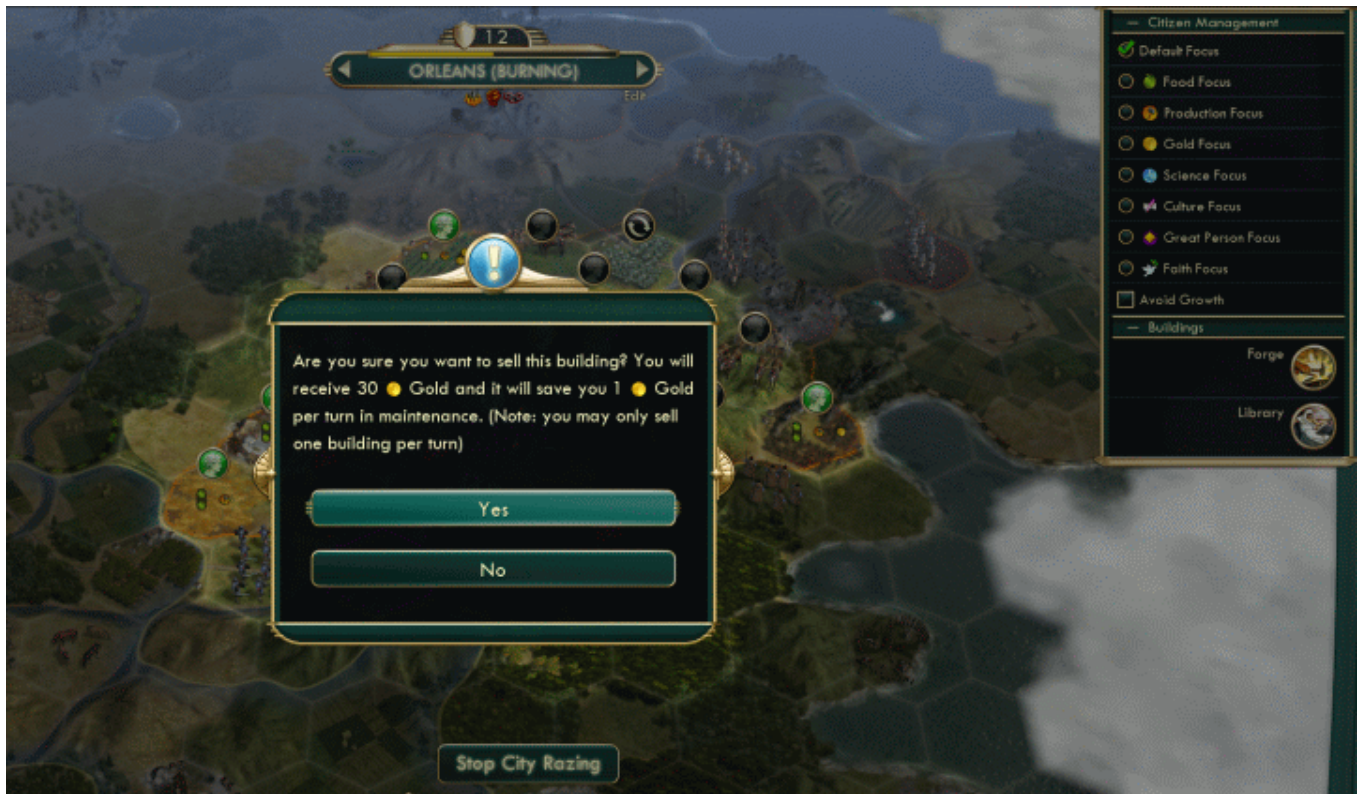 12
ORLEANS (BURNING)
Edit
Citizen Management
Default Focus
Food Focus
Production Focus
Gold Focus
Science Focus
Culture Focus
Great Person Focus
Faith Focus
Avoid Growth
Buildings
Forge
Library
Are you sure you want to sell this building? You will
receive 30 Gold and it will save you 1 Gold
per turn in maintenance. (Note: you may only sell
one building per turn)
Yes
No
Stop City Razing